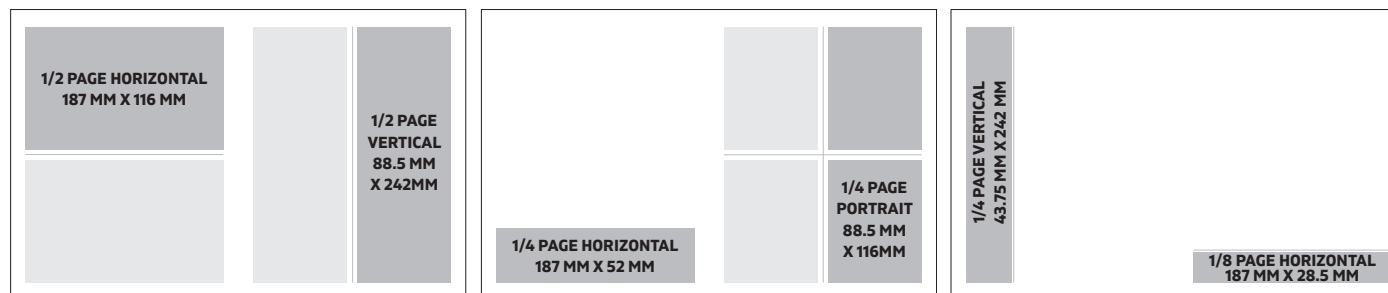 1/2 PAGE HORIZONTAL
187 MM X 116 MM
1/2 PAGE
VERTICAL
88.5 MM
X 242MM
1/4 PAGE HORIZONTAL
187 MM X 52 MM
1/4 PAGE
PORTRAIT
88.5 MM
X 116MM
1/4 PAGE VERTICAL
43.75 MM X 242 MM
1/8 PAGE HORIZONTAL
187 MM X 28.5 MM